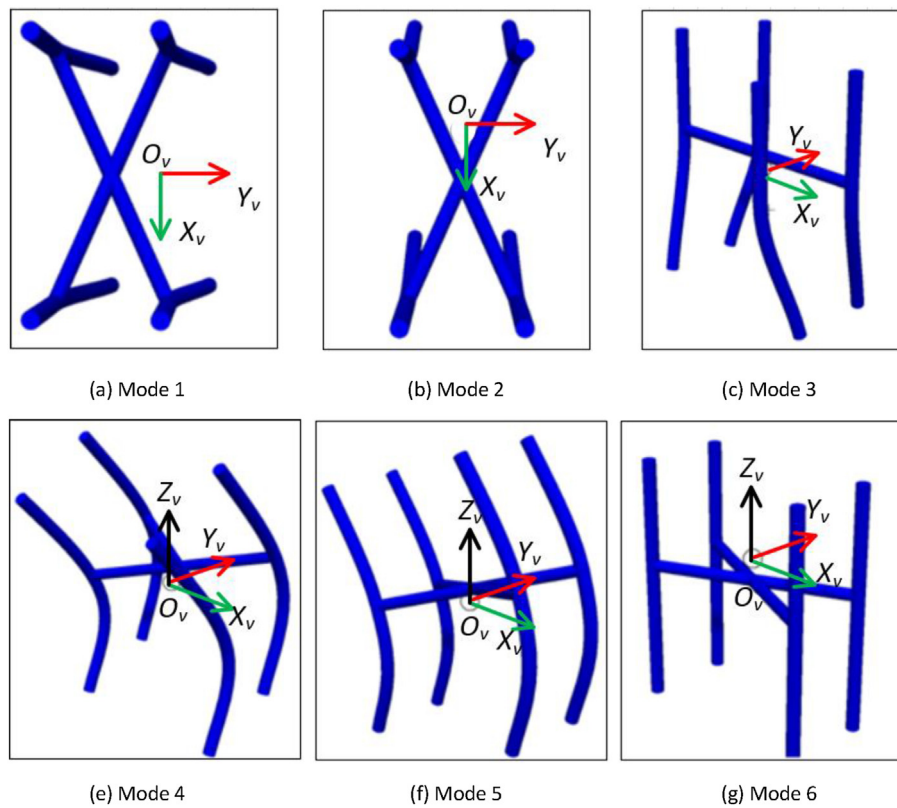 O_v
Y_v
X_v
O_v
Y_v
X_v
Y_v
X_v
(a) Mode 1
(b) Mode 2
(c) Mode 3
Z_v
Y_v
O_v
X_v
Z_v
Y_v
O_v
X_v
Z_v
Y_v
O_v
X_v
(e) Mode 4
(f) Mode 5
(g) Mode 6